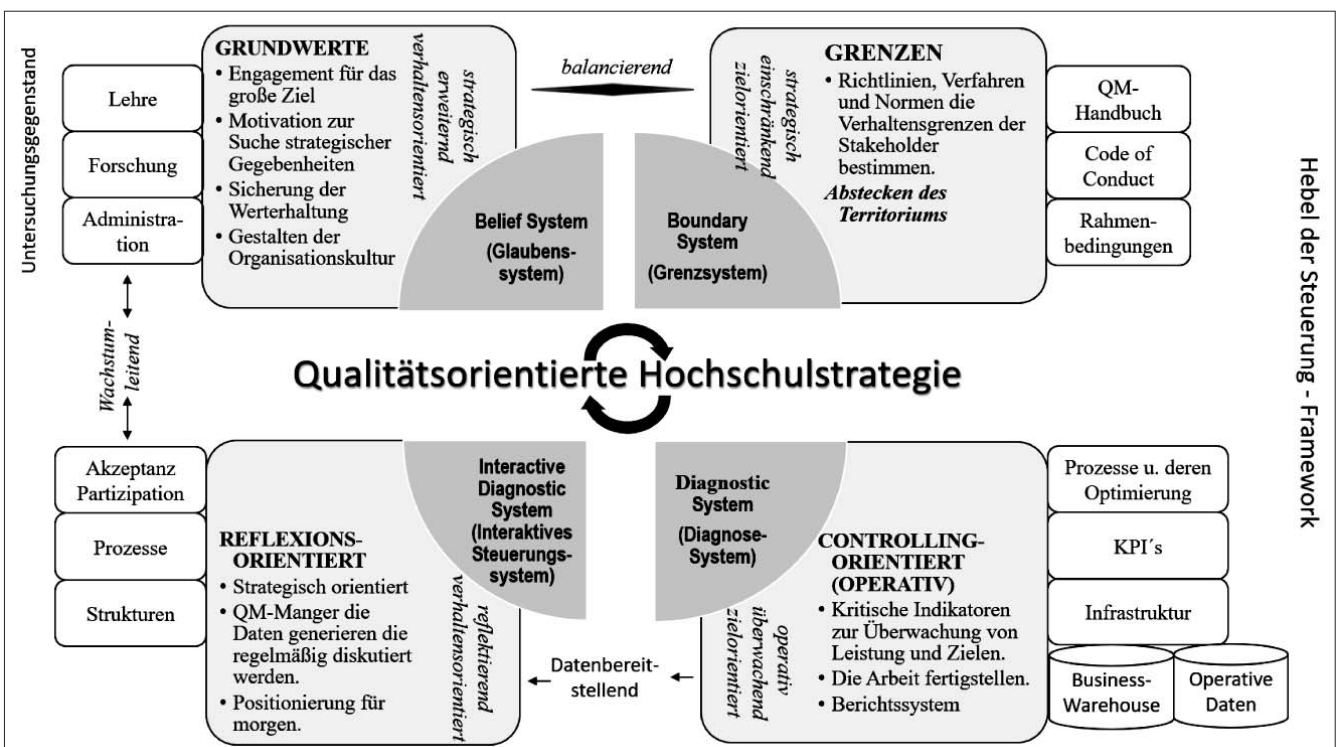 Untersuchungsgegenstand
Lehre
Forschung
Administra-
tion
GRUNDWERTE
• Engagement für das
große Ziel
• Motivation zur
Suche strategischer
Gegebenheiten
• Sicherung der
Werterhaltung
• Gestalten der
Organisationskultur
strategisch
erweiternd
verhaltensorientiert
Belief System
(Glaubens-
system)
balancierend
strategisch
einschränkend
zielorientiert
Boundary
System
(Grenzsystem)
GRENZEN
• Richtlinien, Verfahren
und Normen die
Verhaltensgrenzen der
Stakeholder
bestimmen.
Abstecken des
Territoriums
QM-
Handbuch
Code of
Conduct
Rahmen-
bedingungen
Hebel der Steuerung - Framework
Wachstum-
leitend
Qualitätsorientierte Hochschulstrategie
Akzeptanz
Partizipation
Prozesse
Strukturen
REFLEXIONS-
ORIENTIERT
• Strategisch orientiert
• QM-Manger die
Daten generieren die
regelmäßig diskutiert
werden.
• Positionierung für
morgen.
Interactive
Diagnostic
System
(Interaktives
Steuerungs-
system)
reflektierend
verhaltensorientiert
Datenbereit-
stellend
Diagnostic
System
(Diagnose-
System)
operativ
überwachend
zielorientiert
CONTROLLING-
ORIENTIERT
(OPERATIV)
• Kritische Indikatoren
zur Überwachung von
Leistung und Zielen.
• Die Arbeit fertigstellen.
• Berichtssystem
Prozesse u. deren
Optimierung
KPI´s
Infrastruktur
Business-
Warehouse
Operative
Daten